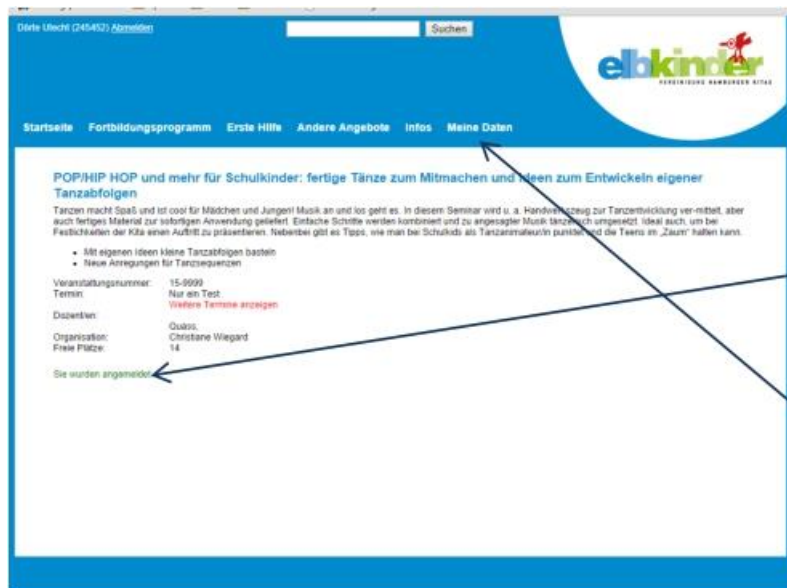 Dörte Utecht (245452) Abmelden
Suchen
elbkinder
VEREINIGUNG HAMBURGER KITAS
Startseite Fortbildungsprogramm Erste Hilfe Andere Angebote Infos Meine Daten
POP/HIP HOP und mehr für Schulkinder: fertige Tänze zum Mitmachen und Ideen zum Entwickeln eigener
Tanzabfolgen
Tanzen macht Spaß und ist cool für Mädchen und Jungen! Musik an und los geht es. In diesem Seminar wird u. a. Handwerkszeug zur Tanzentwicklung ver-mittelt, aber
auch fertiges Material zur sofortigen Anwendung geliefert. Einfache Schritte werden kombiniert und zu angesagter Musik tänzerisch umgesetzt. Ideal auch, um bei
Festlichkeiten der Kita einen Auftritt zu präsentieren. Nebenbei gibt es Tipps, wie man bei Schulkids als Tanzanimateur/in punktet und die Teens im „Zaum" halten kann.
• Mit eigenen Ideen kleine Tanzabfolgen basteln
• Neue Anregungen für Tanzsequenzen
Veranstaltungsnummer: 15-9999
Termin: Nur ein Test
Weitere Termine anzeigen
Dozent/en:
Quass,
Organisation: Christiane Wiegard
Freie Plätze: 14
Sie wurden angemeldet